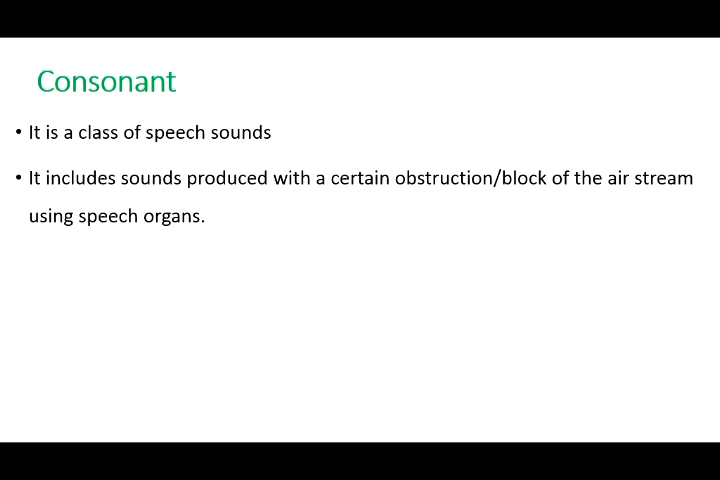 Consonant
• It is a class of speech sounds
• It includes sounds produced with a certain obstruction/block of the air stream
using speech organs.